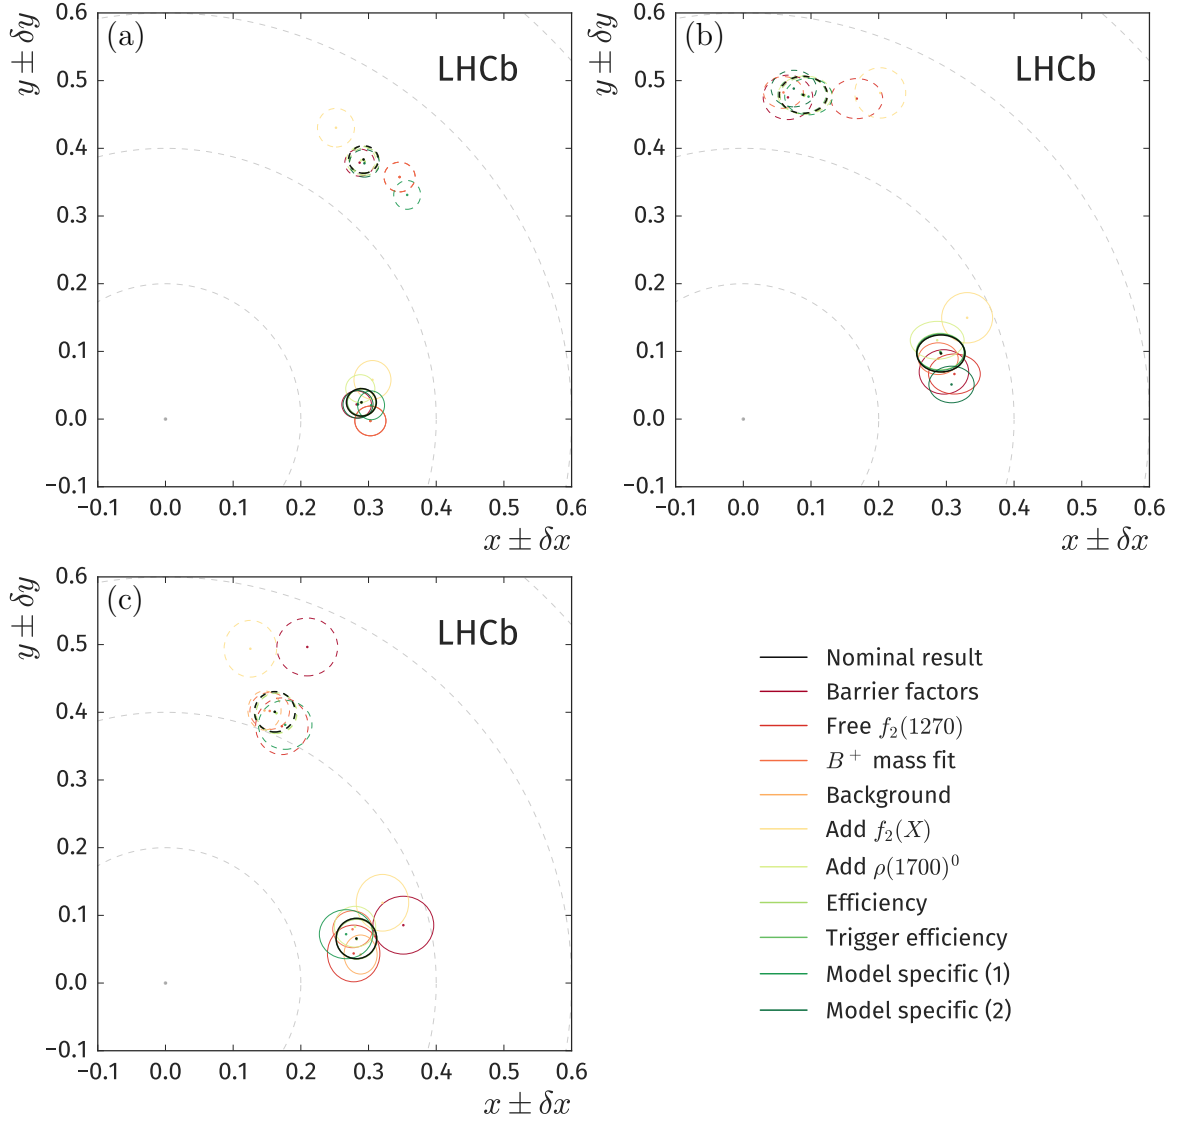 (a)
LHCb
y ± δy
0.6
0.5
0.4
0.3
0.2
0.1
0.0
−0.1
−0.1 0.0 0.1 0.2 0.3 0.4 0.5 0.6
x ± δx
(b)
LHCb
y ± δy
0.6
0.5
0.4
0.3
0.2
0.1
0.0
−0.1
−0.1 0.0 0.1 0.2 0.3 0.4 0.5 0.6
x ± δx
(c)
LHCb
y ± δy
0.6
0.5
0.4
0.3
0.2
0.1
0.0
−0.1
−0.1 0.0 0.1 0.2 0.3 0.4 0.5 0.6
x ± δx
Nominal result
Barrier factors
Free f₂(1270)
B⁺ mass fit
Background
Add f₂(X)
Add ρ(1700)⁰
Efficiency
Trigger efficiency
Model specific (1)
Model specific (2)